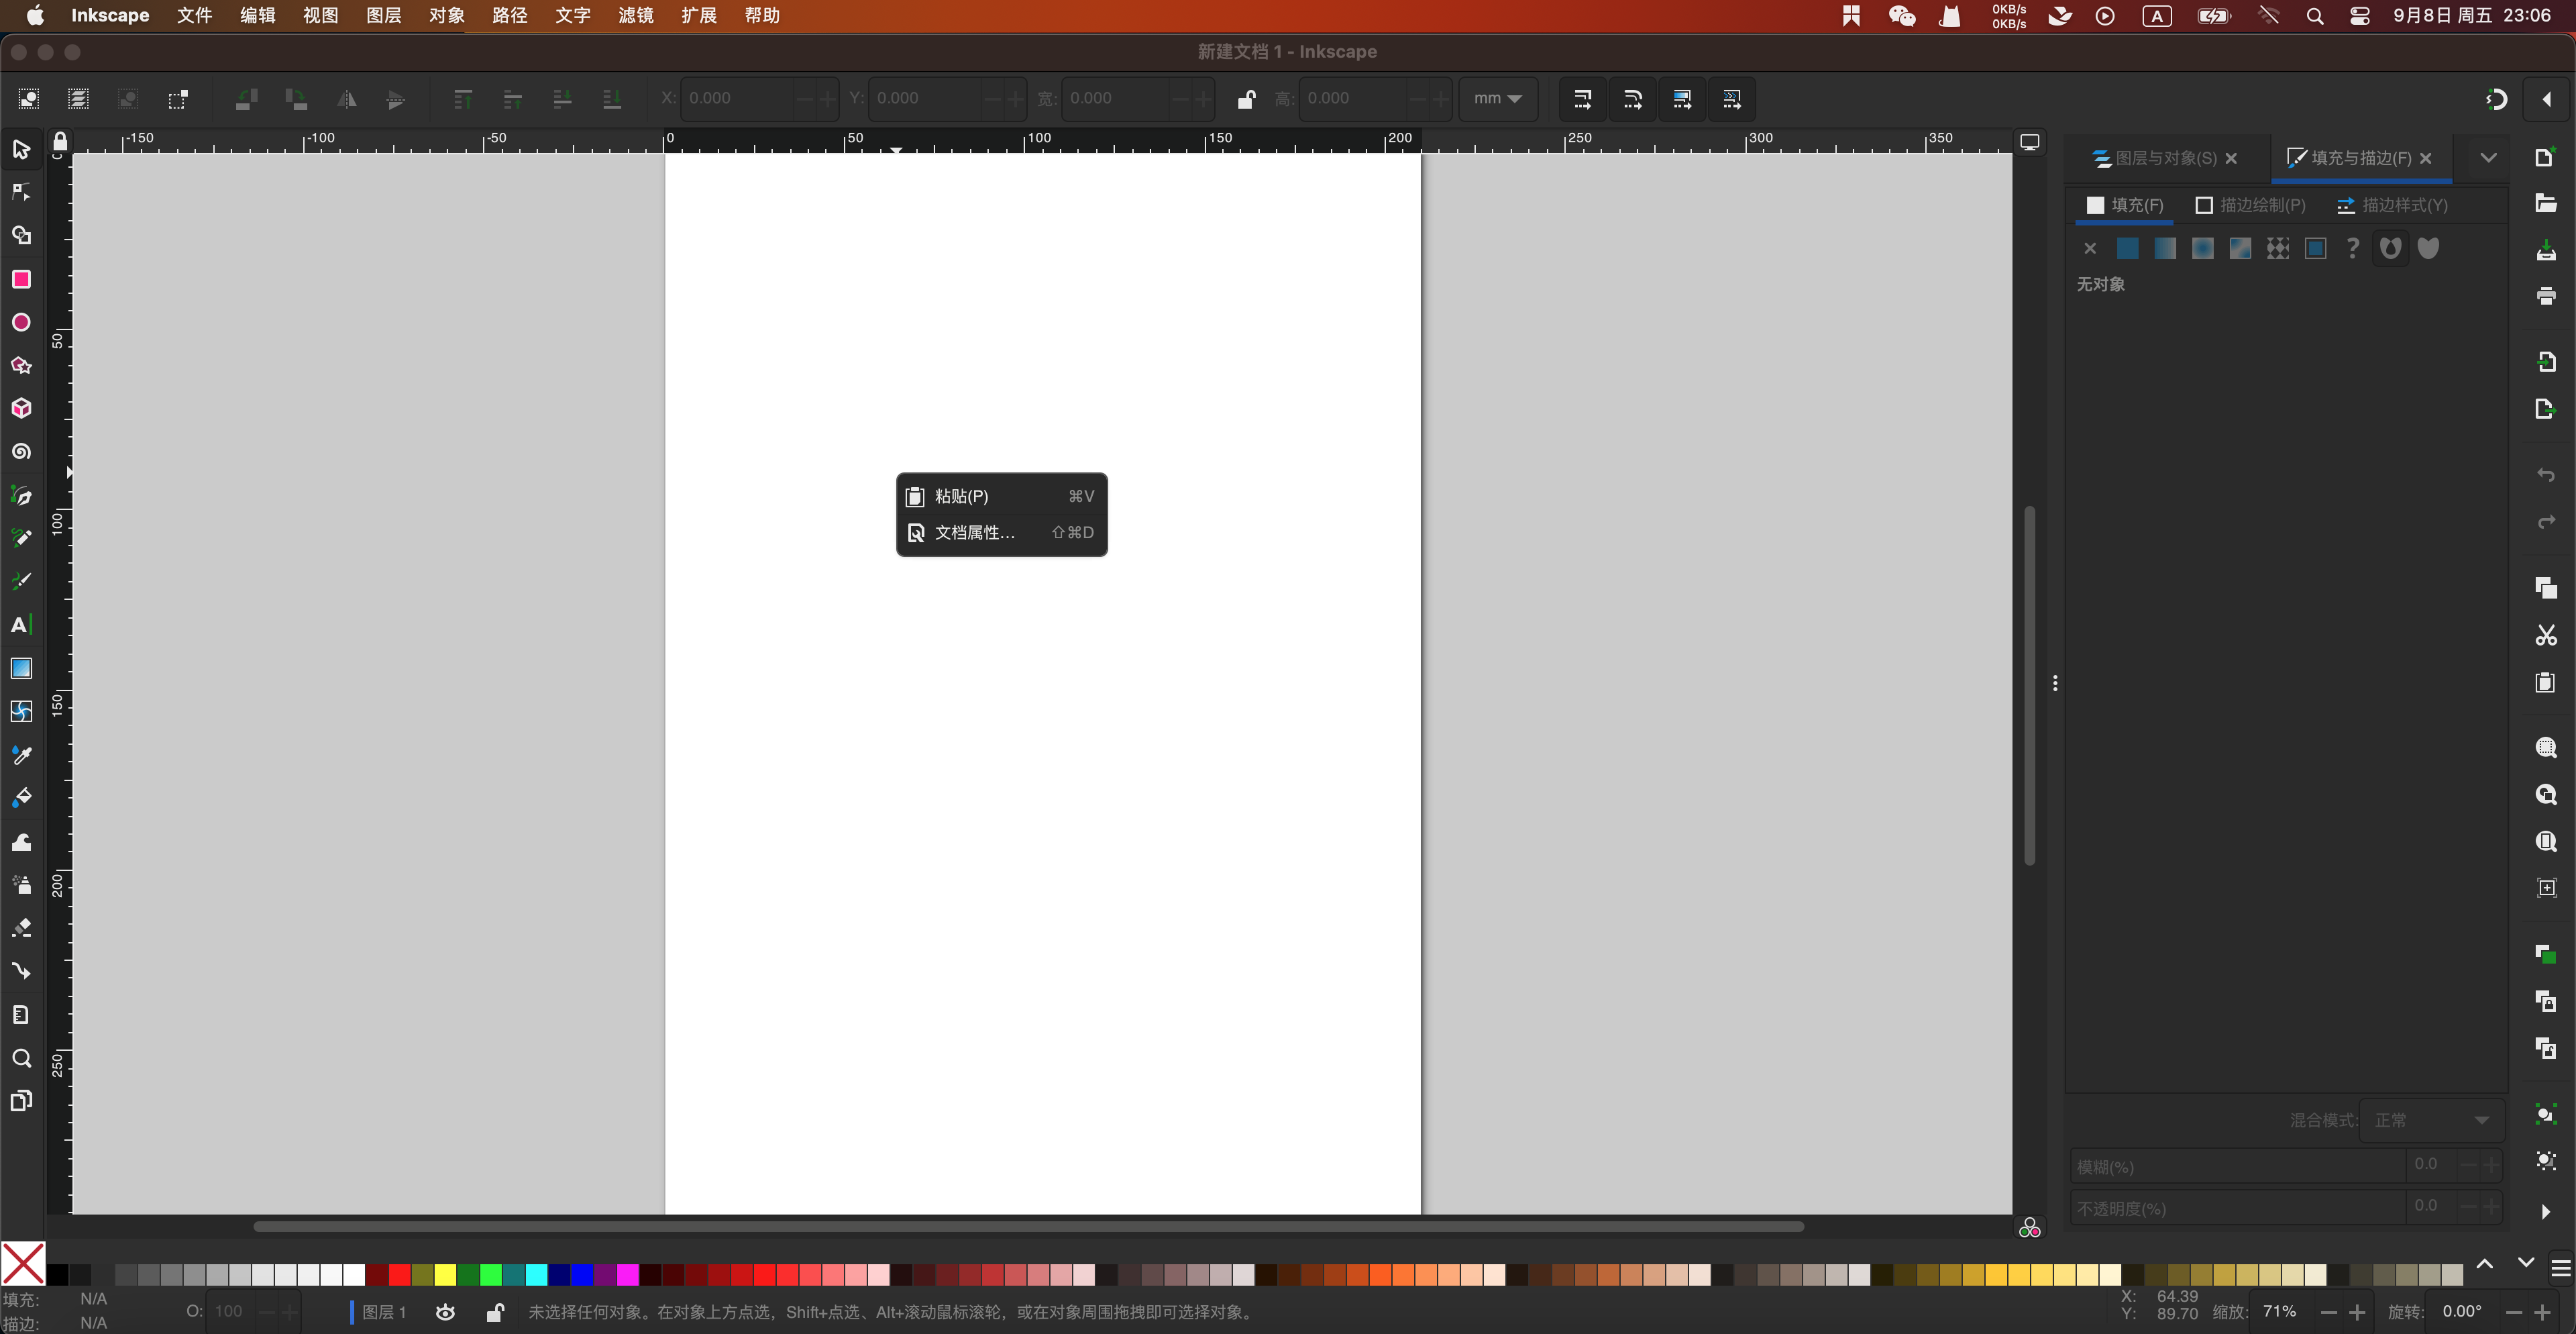 Inkscape 文件 编辑 视图 图层 对象 路径 文字 滤镜 扩展 帮助
0KB/s
0KB/s
A
9月8日 周五 23:06
新建文档 1 - Inkscape
X: 0.000 Y: 0.000 宽: 0.000 高: 0.000 mm
-150 -100 -50 0 50 100 150 200 250 300 350
0
50
100
150
200
250
图层与对象(S) 填充与描边(F)
填充(F) 描边绘制(P) 描边样式(Y)
无对象
粘贴(P) ⌘V
文档属性... ⇧⌘D
混合模式: 正常
模糊(%) 0.0
不透明度(%) 0.0
填充: N/A
描边: N/A
O: 100
图层 1
未选择任何对象。在对象上方点选，Shift+点选、Alt+滚动鼠标滚轮，或在对象周围拖拽即可选择对象。
X: 64.39
Y: 89.70
缩放: 71%
旋转: 0.00°